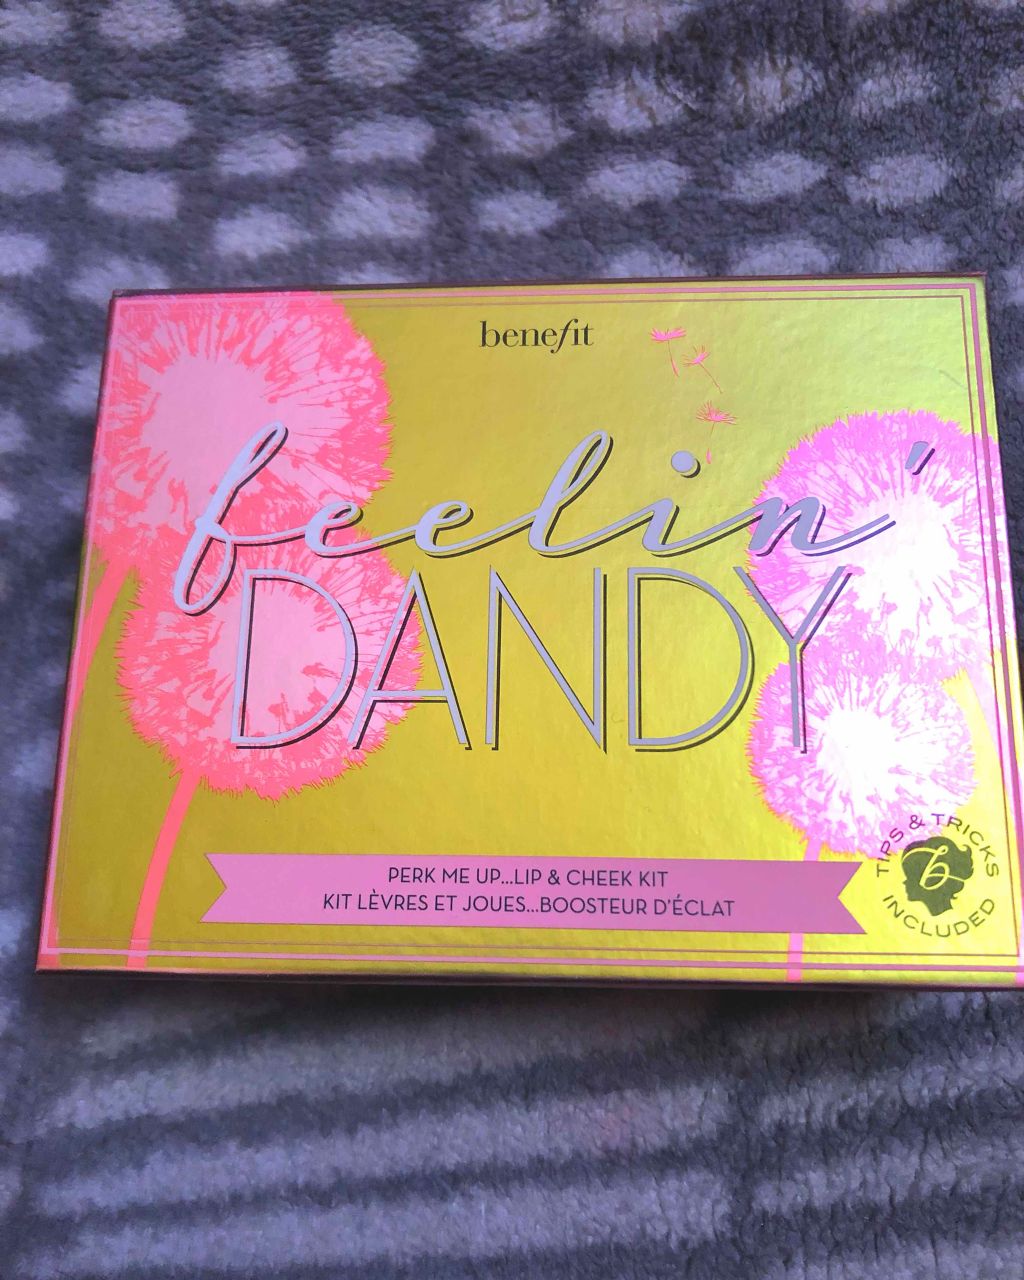 benefit
feelin'
DANDY
PERK ME UP...LIP & CHEEK KIT
KIT LÈVRES ET JOUES...BOOSTEUR D'ÉCLAT
TIPS & TRICKS
b
INCLUDED